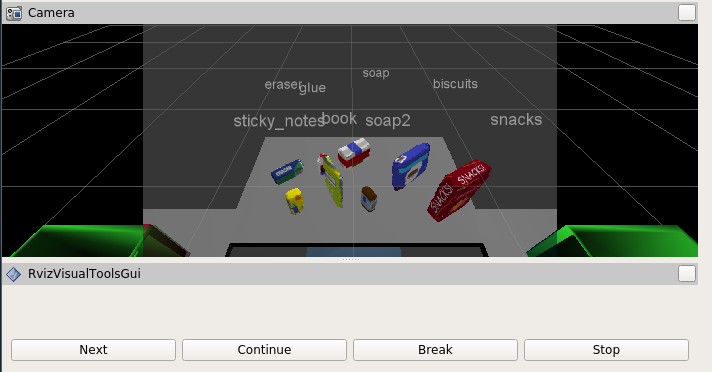 Camera
soap
eraser
glue
biscuits
sticky_notes
book
soap2
snacks
SNACKS!
SNACKS!
RvizVisualToolsGui
Next
Continue
Break
Stop